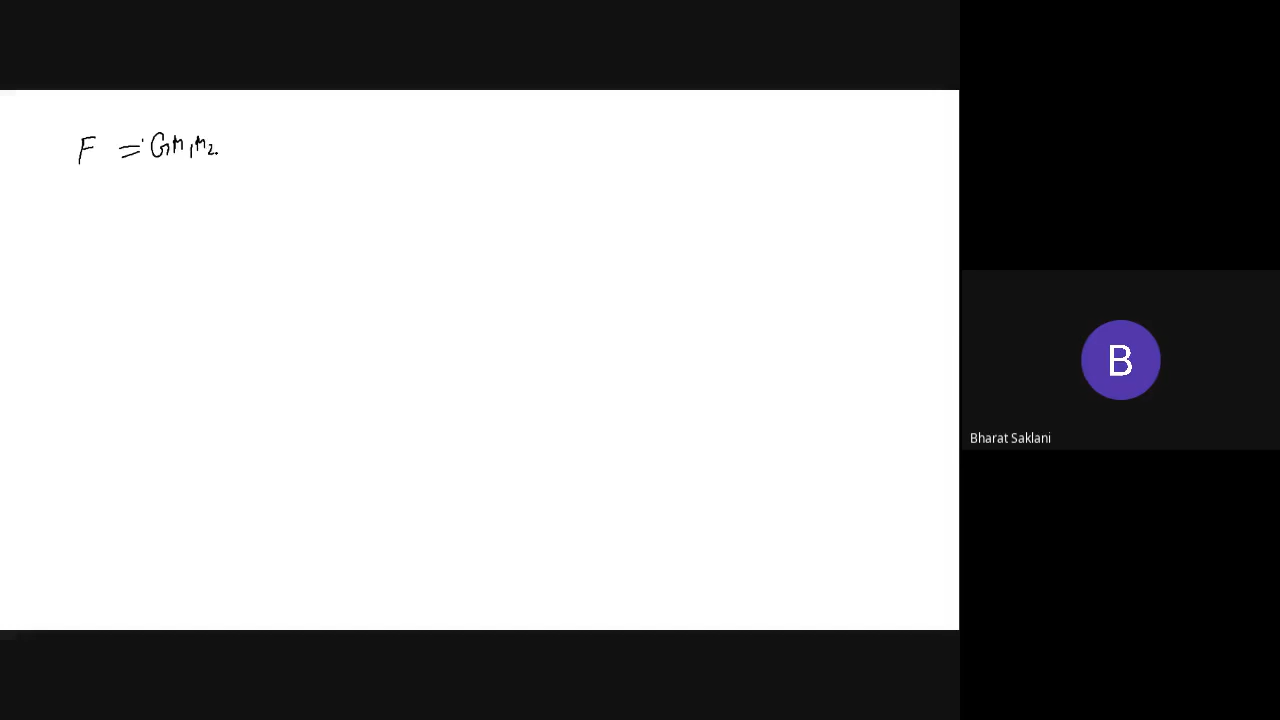 F = Gm₁m₂
B
Bharat Saklani